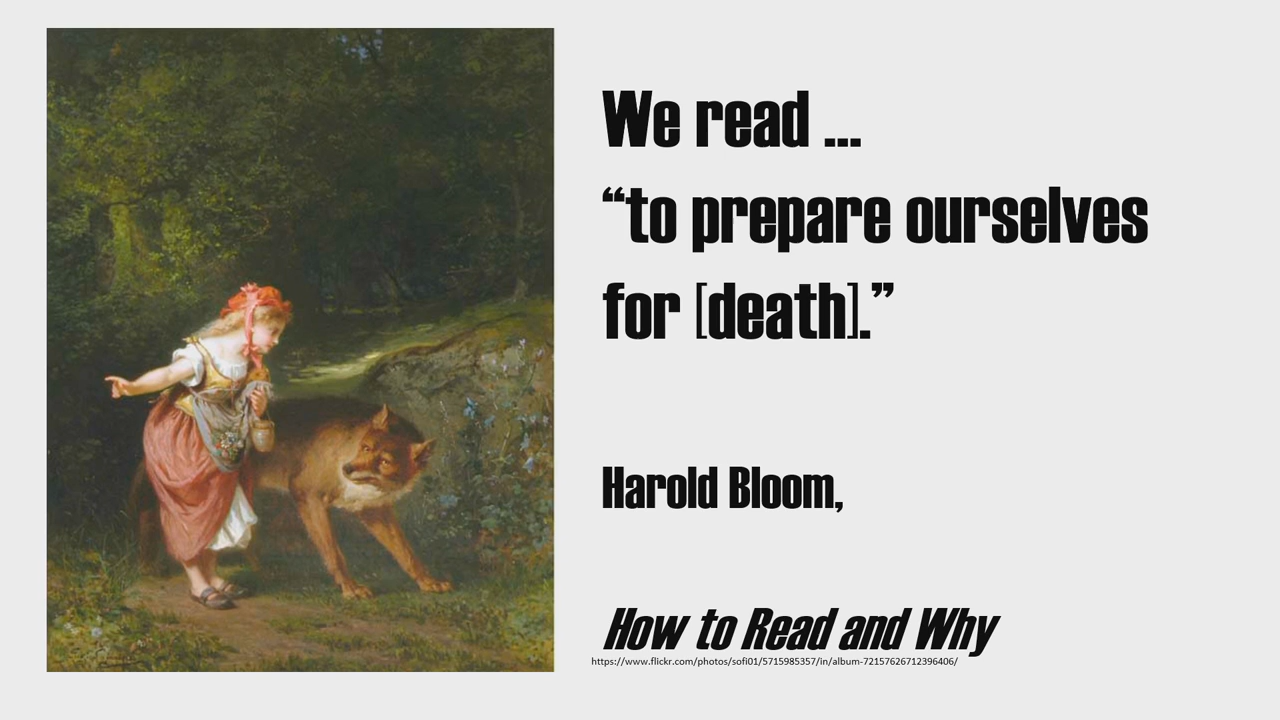 We read ...
“to prepare ourselves
for [death].”
Harold Bloom,
How to Read and Why
https://www.flickr.com/photos/sofi01/5715985357/in/album-72157626712396406/